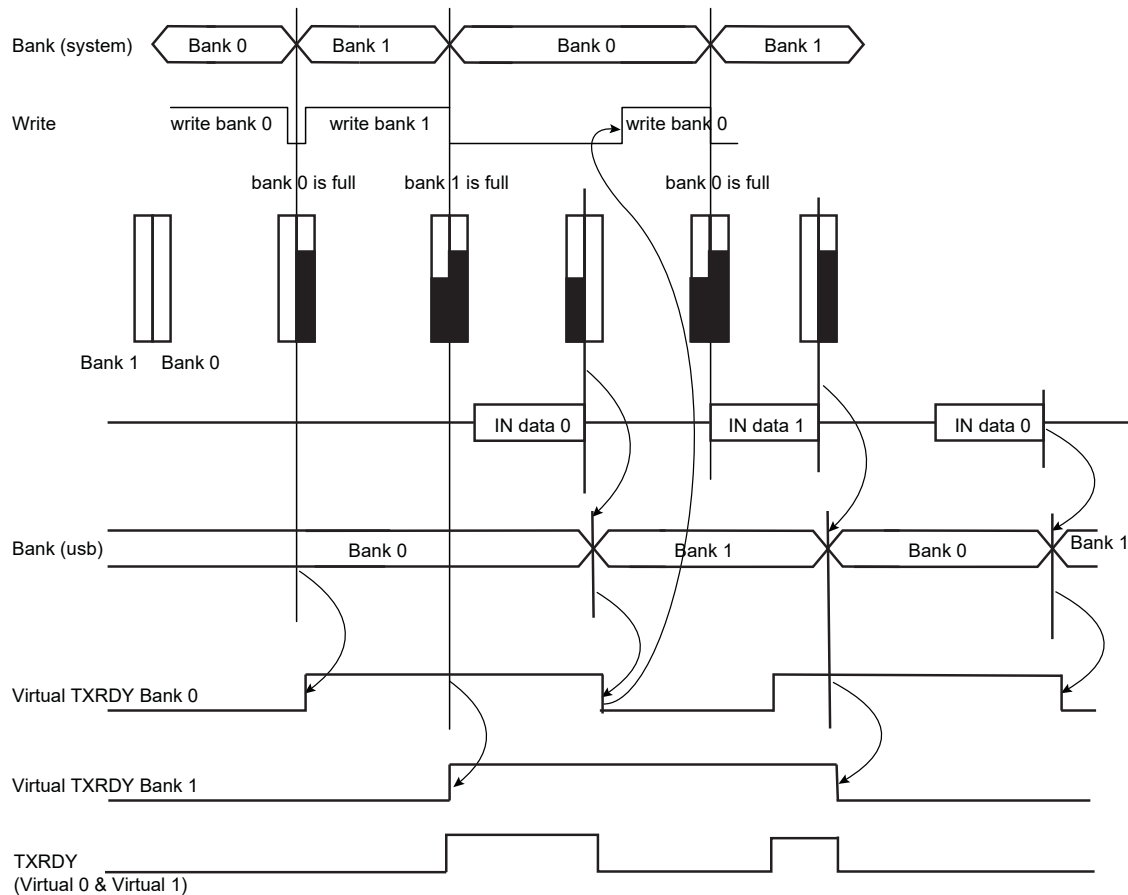 Bank (system)
Bank 0
Bank 1
Bank 0
Bank 1
Write
write bank 0
write bank 1
write bank 0
bank 0 is full
bank 1 is full
bank 0 is full
Bank 1
Bank 0
IN data 0
IN data 1
IN data 0
Bank (usb)
Bank 0
Bank 1
Bank 0
Bank 1
Virtual TXRDY Bank 0
Virtual TXRDY Bank 1
TXRDY
(Virtual 0 & Virtual 1)